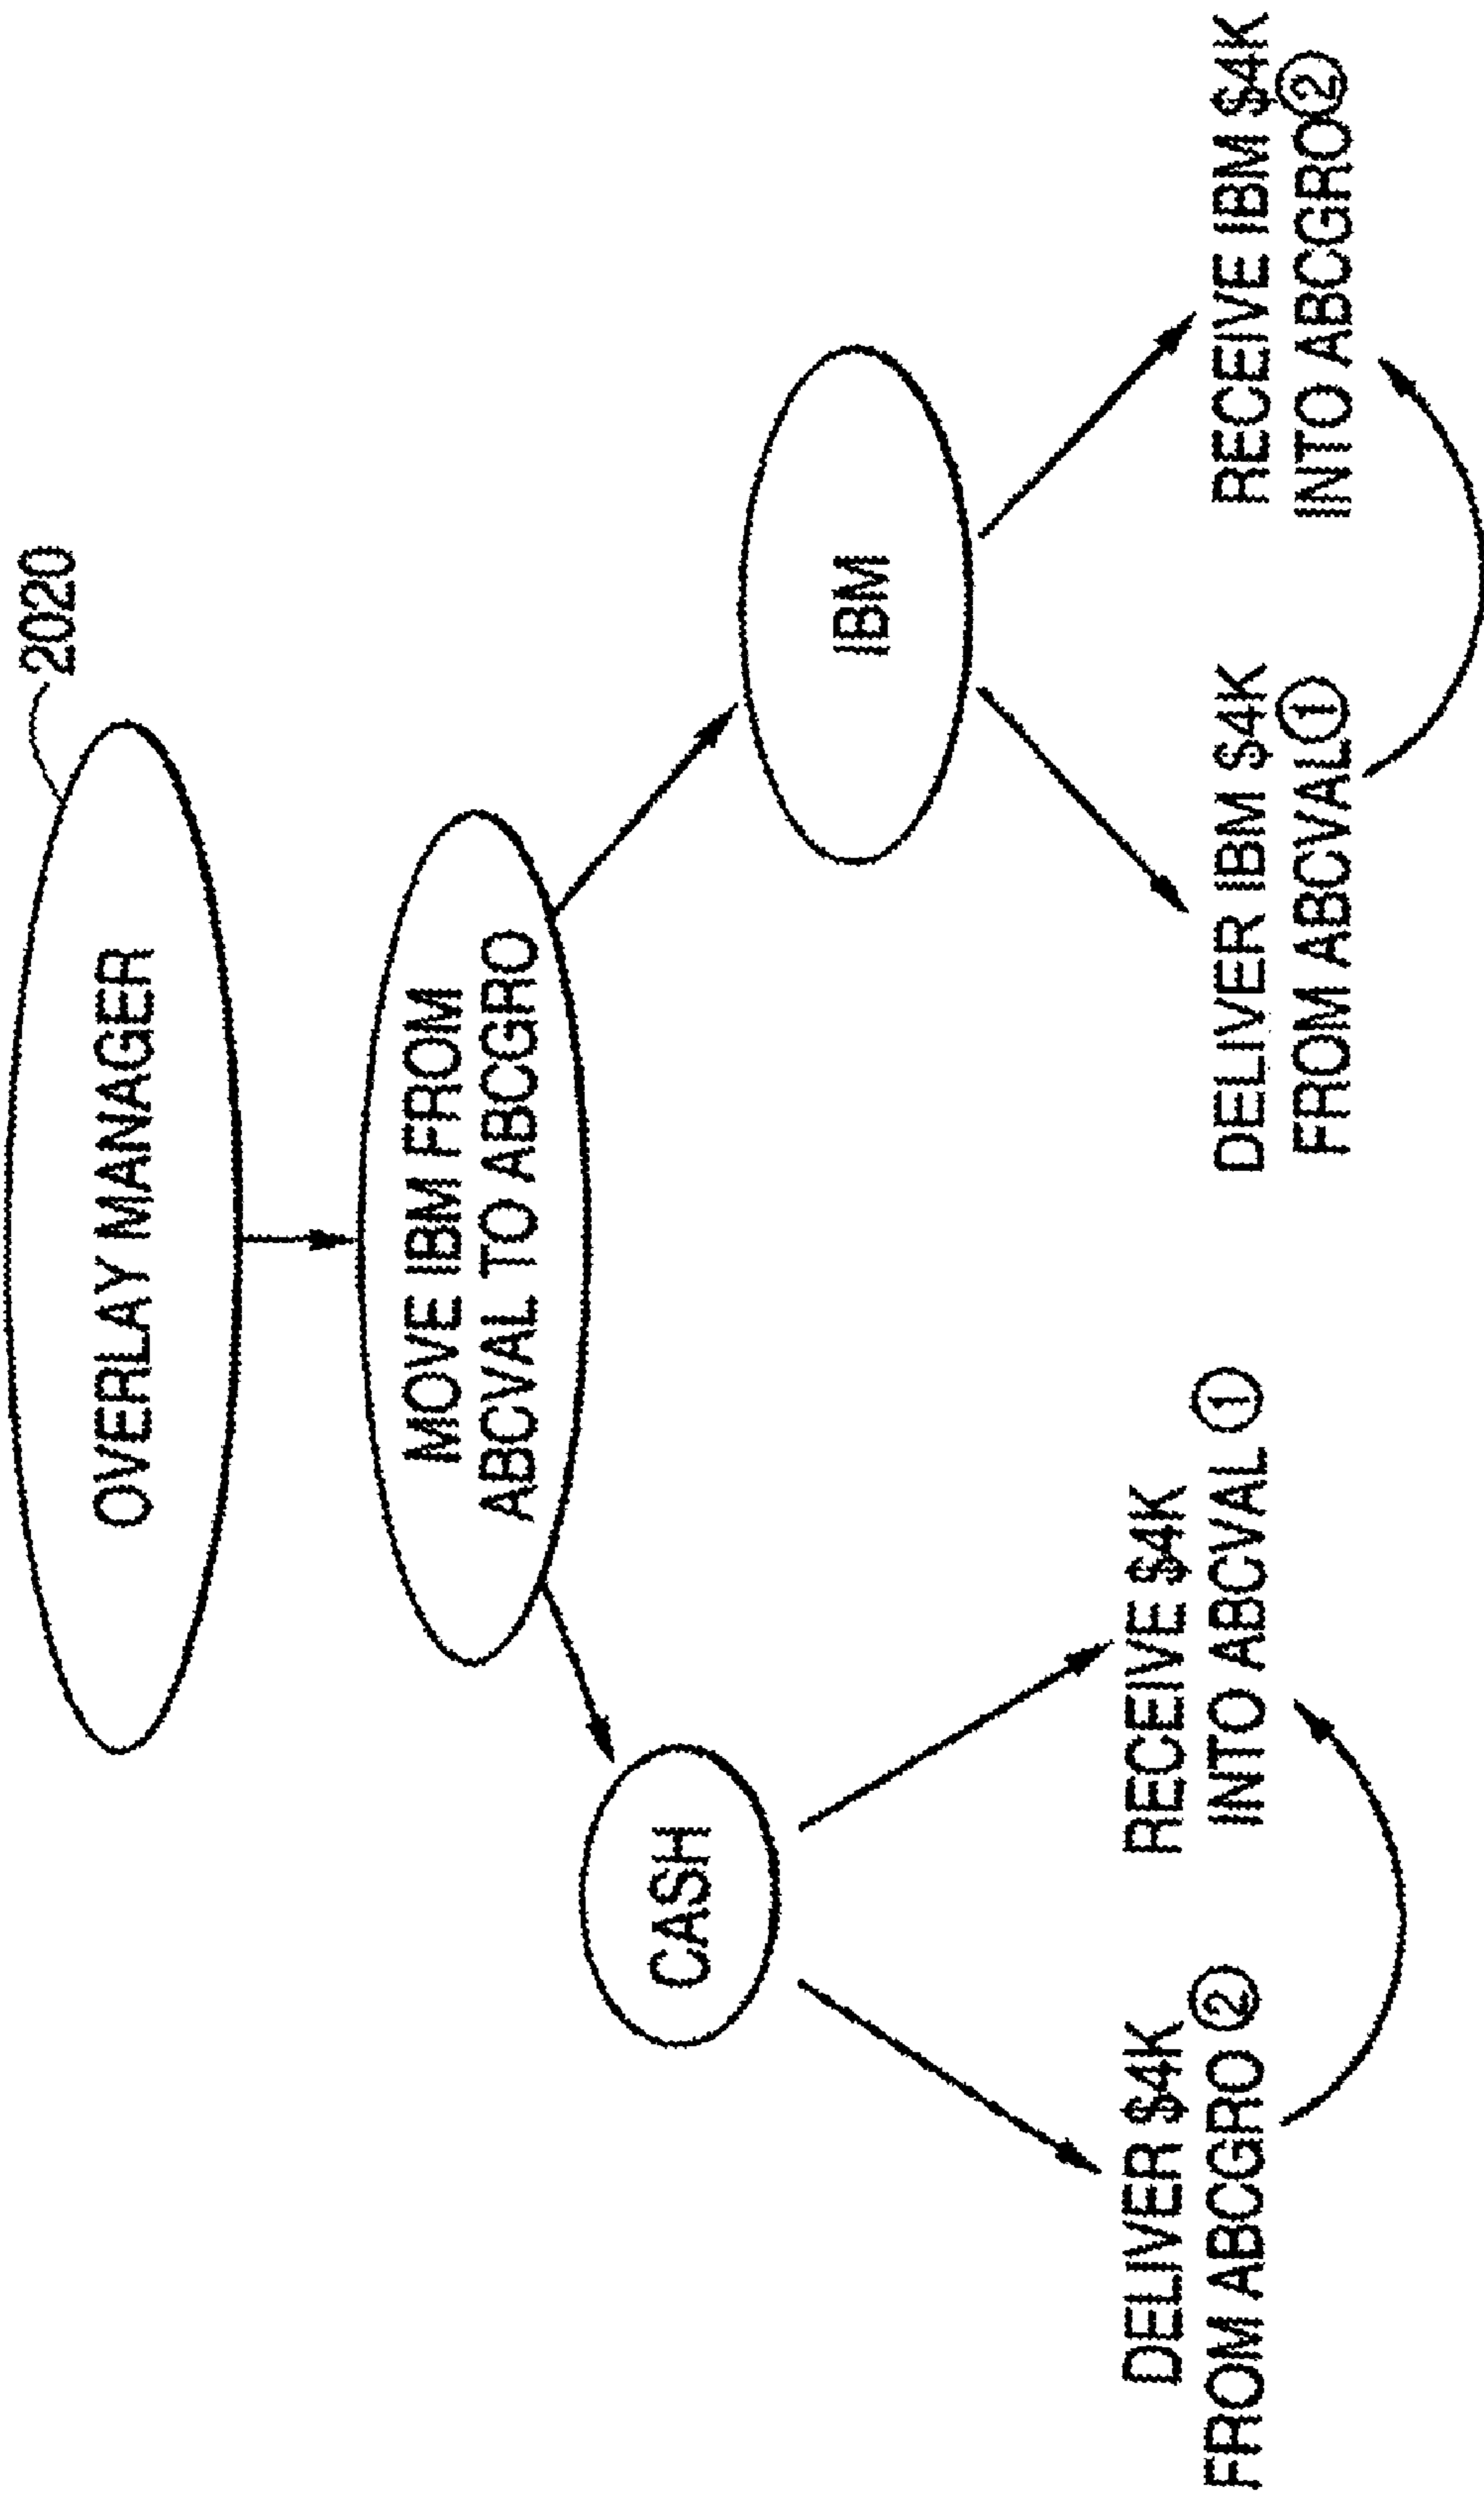 2020
OVERLAY MANAGER
MOVE IBM FROM
ABCVAL TO ABCGRO
CASH
IBM
DELIVER $4K
FROM ABCGRO ②
RECEIVE $4K
INTO ABCVAL ①
DELIVER IBM $4K
FROM ABCVAL ①
RECEIVE IBM $4K
INTO ABCGRO ②